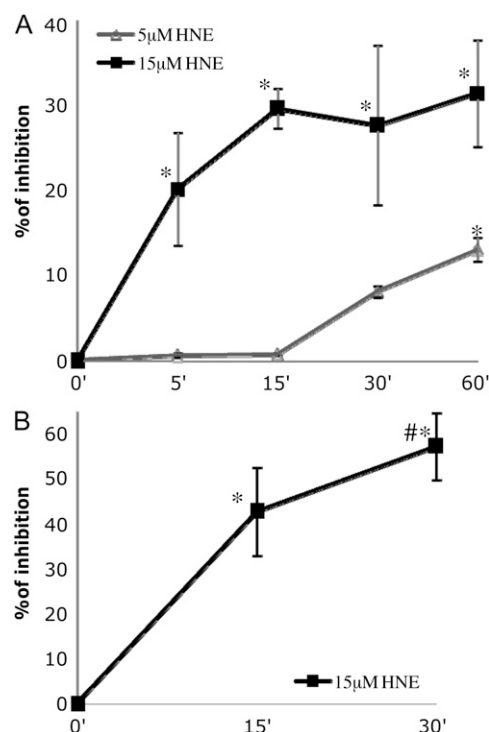 A
40
5μM HNE
15μM HNE
30
20
10
0
%of inhibition
* * * * *
0' 5' 15' 30' 60'
B
60
50
40
30
20
10
0
%of inhibition
* #*
15μM HNE
0' 15' 30'